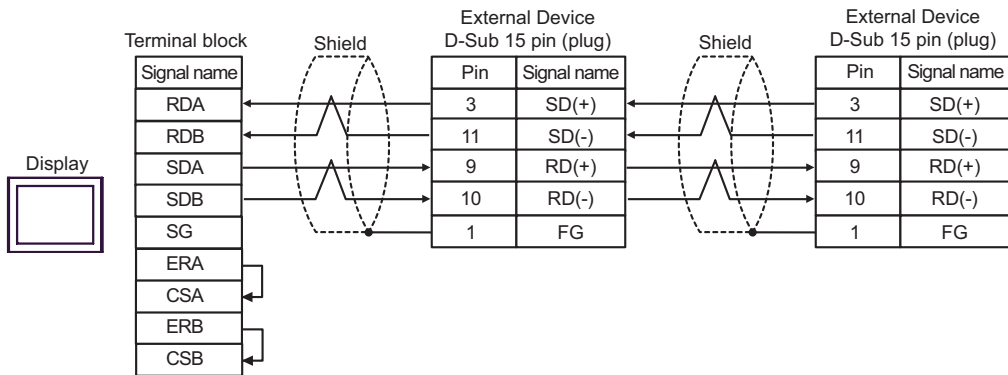 Display
Terminal block
Signal name
RDA
RDB
SDA
SDB
SG
ERA
CSA
ERB
CSB
Shield
External Device
D-Sub 15 pin (plug)
Pin Signal name
3 SD(+)
11 SD(-)
9 RD(+)
10 RD(-)
1 FG
Shield
External Device
D-Sub 15 pin (plug)
Pin Signal name
3 SD(+)
11 SD(-)
9 RD(+)
10 RD(-)
1 FG